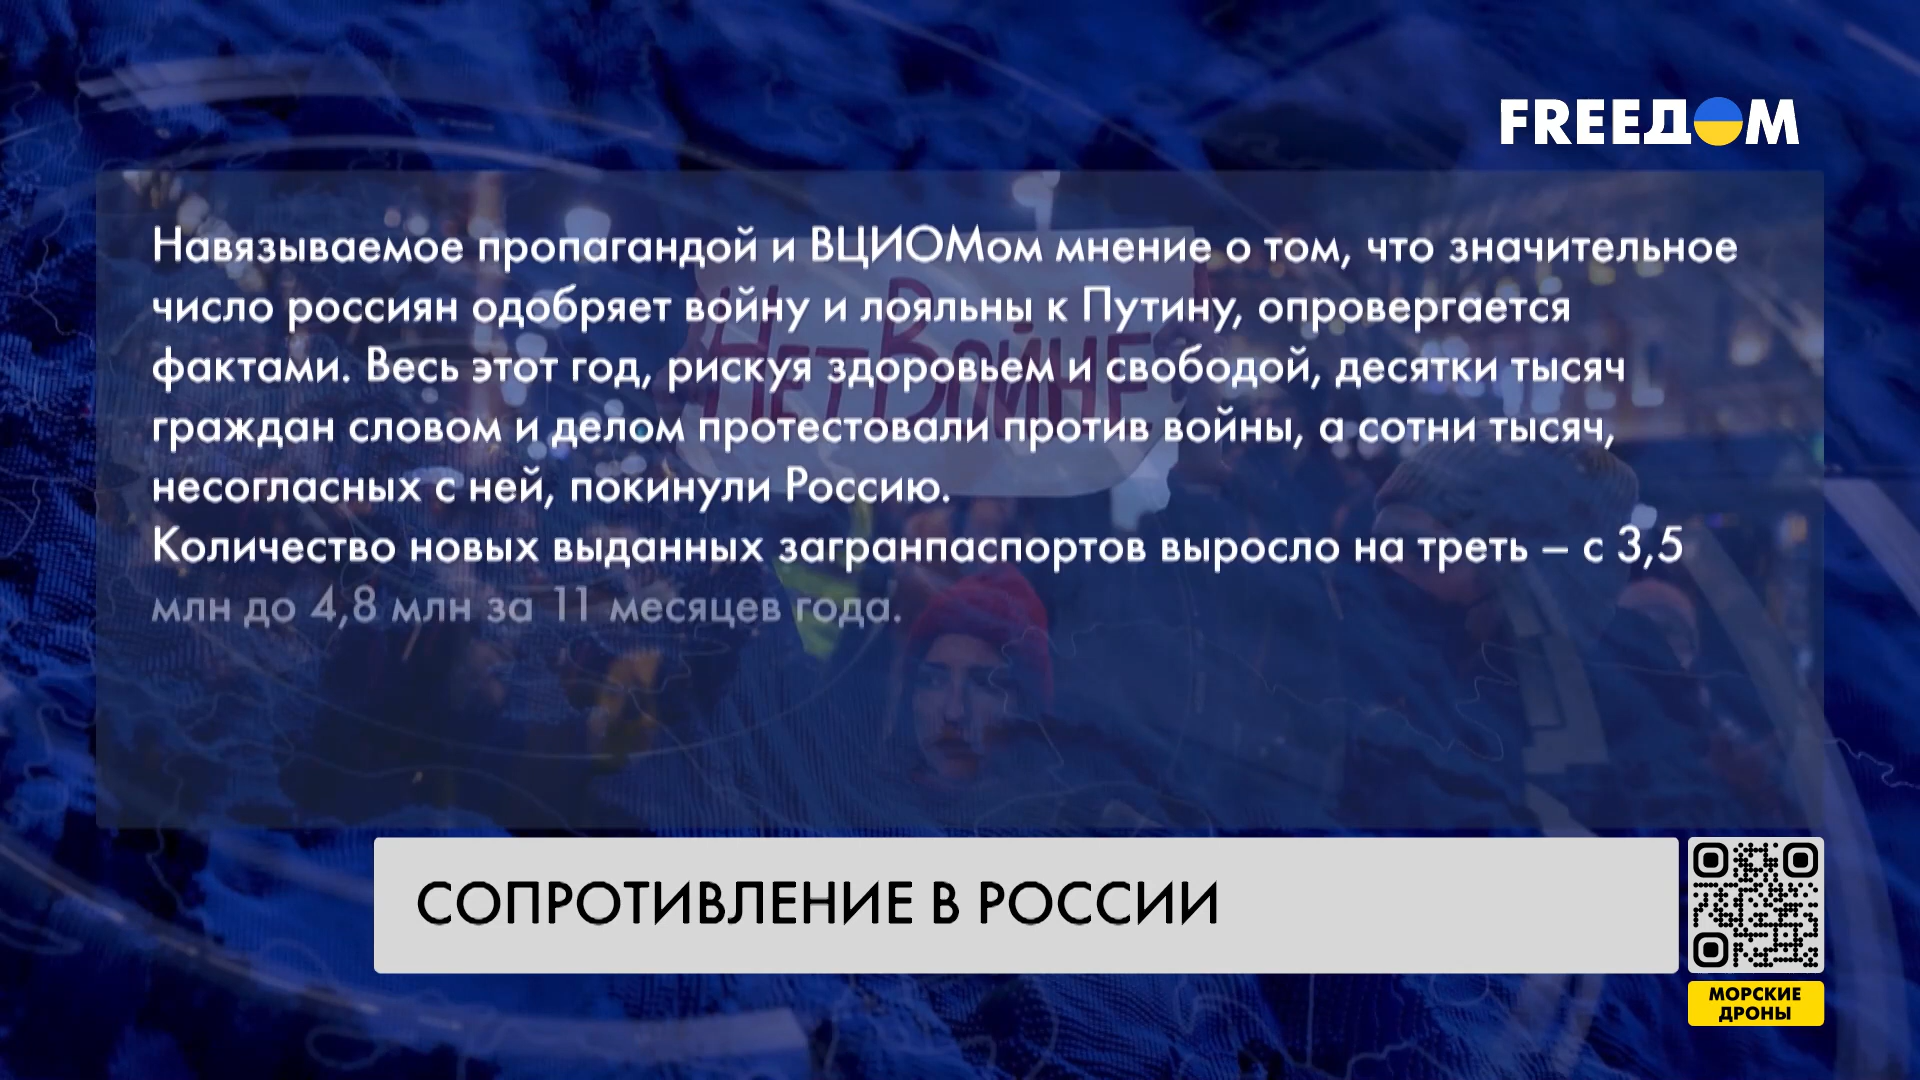 FREEДОM
Навязываемое пропагандой и ВЦИОМом мнение о том, что значительное
число россиян одобряет войну и лояльны к Путину, опровергается
фактами. Весь этот год, рискуя здоровьем и свободой, десятки тысяч
граждан словом и делом протестовали против войны, а сотни тысяч,
несогласных с ней, покинули Россию.
Количество новых выданных загранпаспортов выросло на треть – с 3,5
млн до 4,8 млн за 11 месяцев года.
НЕТ ВОЙНЕ
СОПРОТИВЛЕНИЕ В РОССИИ
МОРСКИЕ
ДРОНЫ